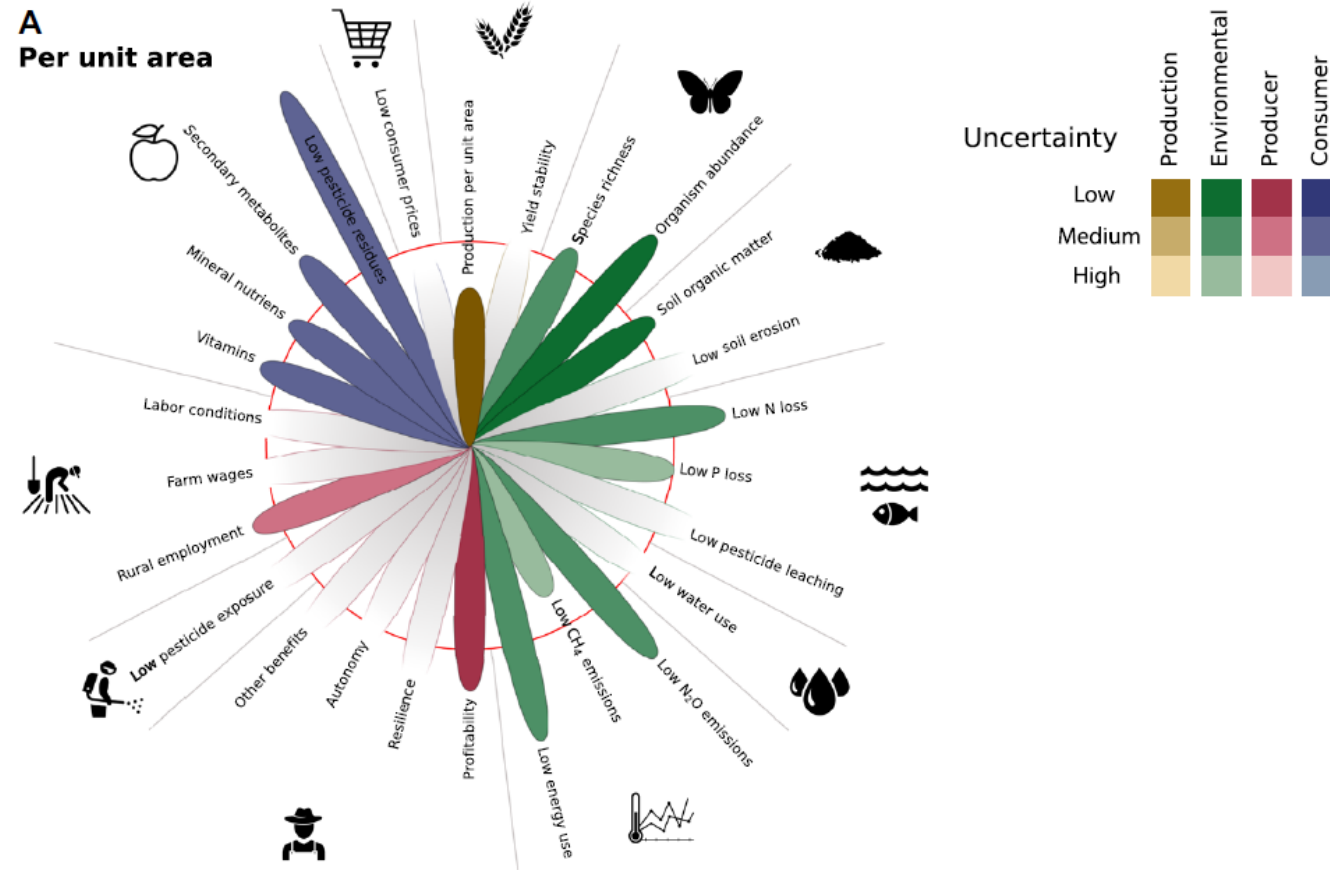 A
Per unit area
Low consumer prices
Production per unit area
Yield stability
Species richness
Organism abundance
Soil organic matter
Low soil erosion
Low N loss
Low P loss
Low pesticide leaching
Low water use
Low N₂O emissions
Low CH₄ emissions
Low energy use
Profitability
Resilience
Autonomy
Other benefits
Low pesticide exposure
Rural employment
Farm wages
Labor conditions
Vitamins
Mineral nutriens
Secondary metabolites
Low pesticide residues
Uncertainty
Production
Environmental
Producer
Consumer
Low
Medium
High